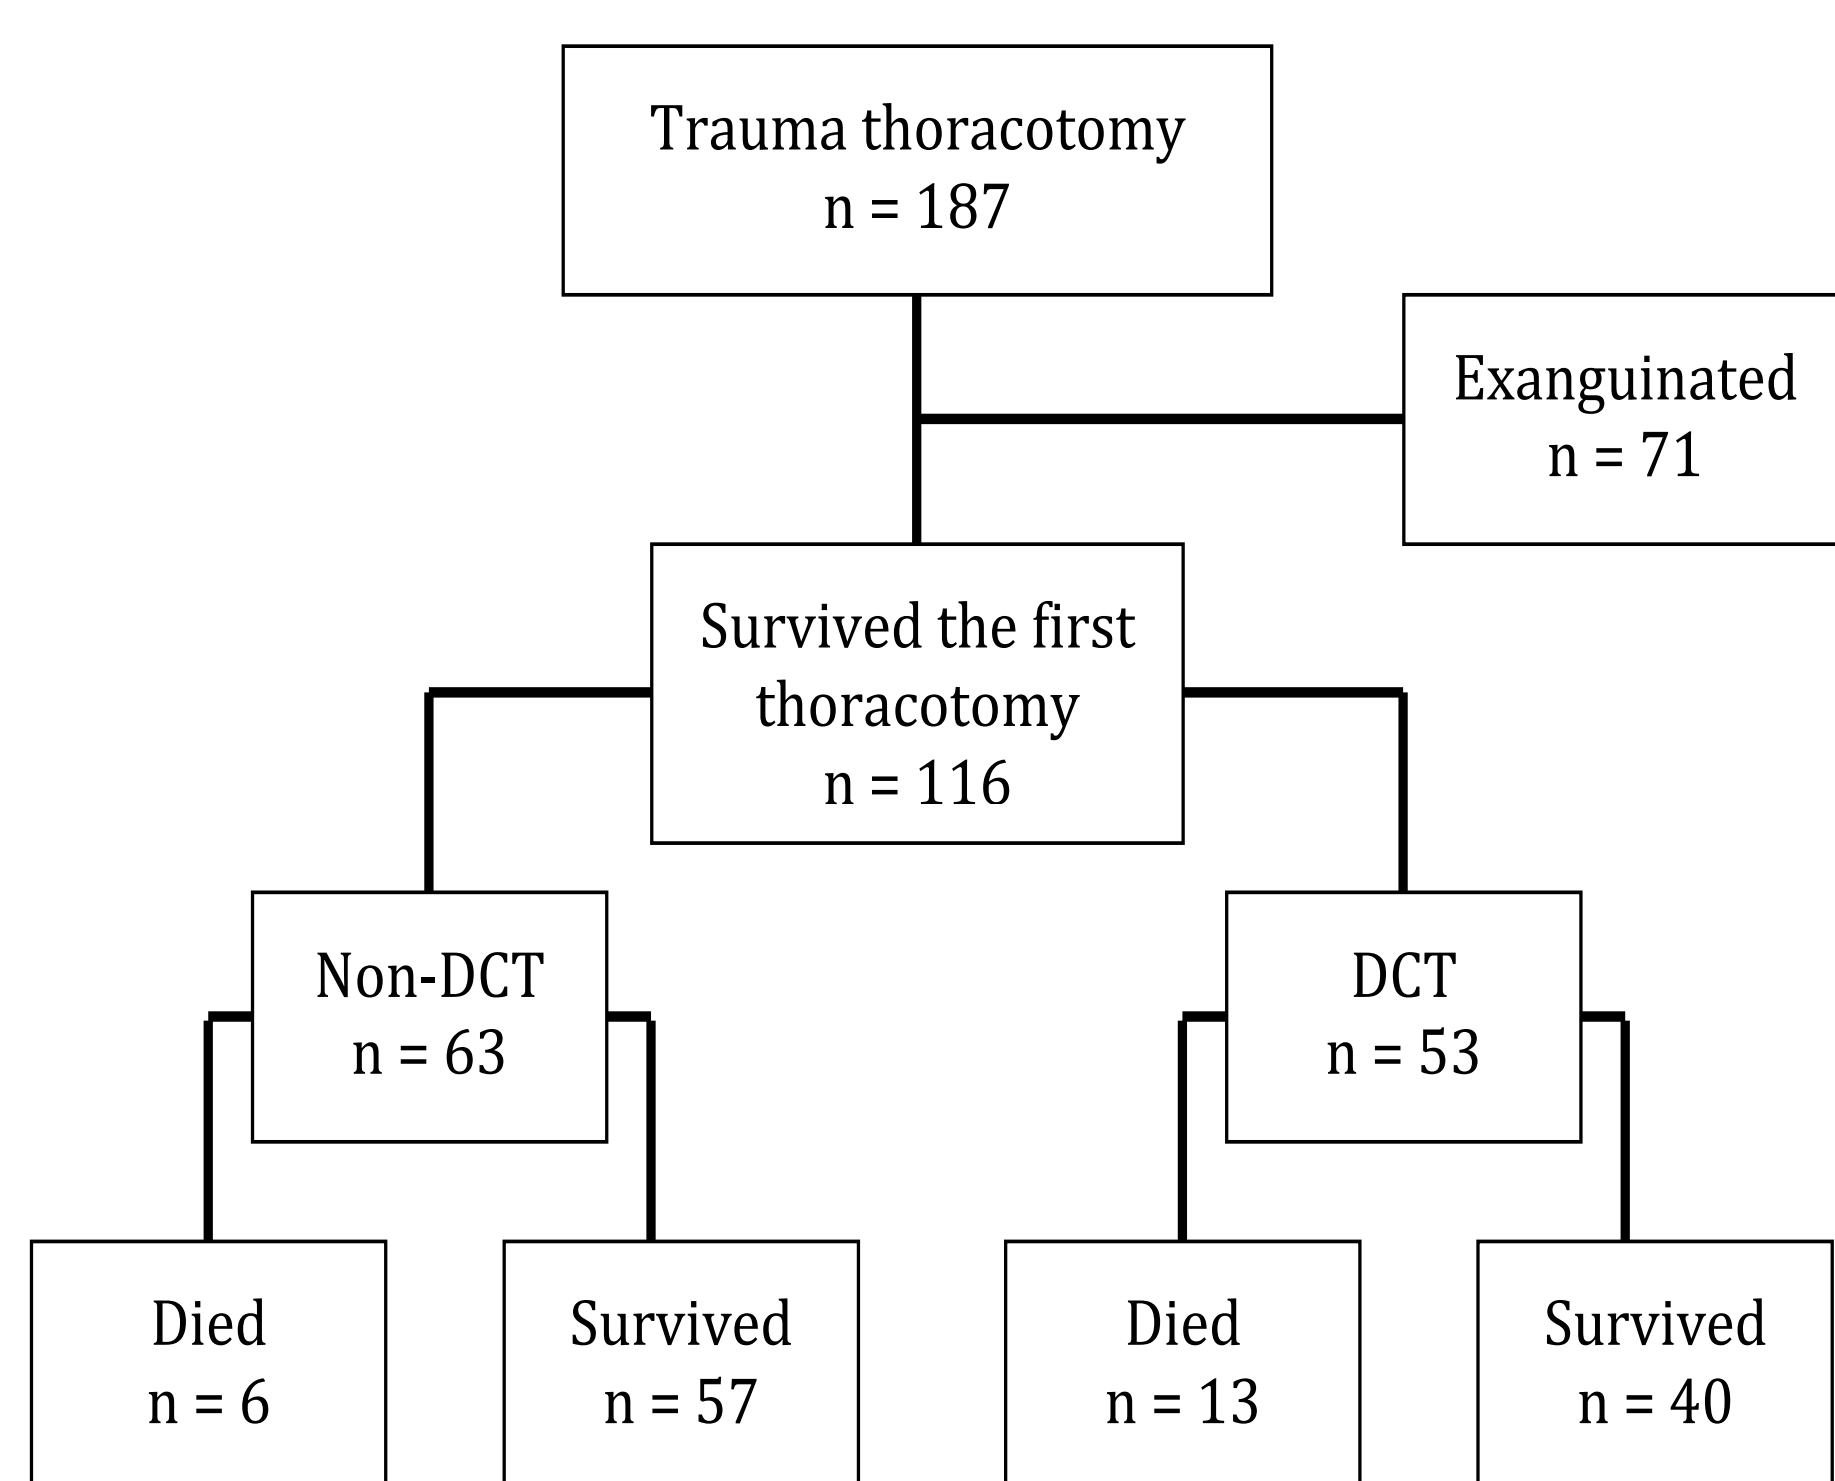 Trauma thoracotomy
n = 187
Exanguinated
n = 71
Survived the first
thoracotomy
n = 116
Non-DCT
n = 63
DCT
n = 53
Died
n = 6
Survived
n = 57
Died
n = 13
Survived
n = 40